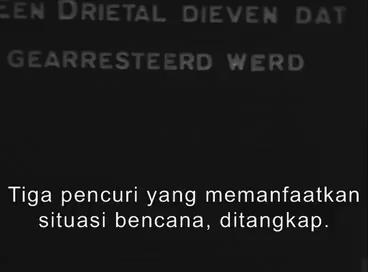 EEN DRIETAL DIEVEN DAT
GEARRESTEERD WERD
Tiga pencuri yang memanfaatkan
situasi bencana, ditangkap.